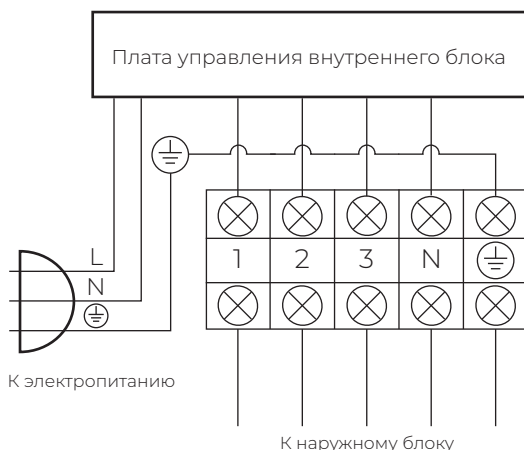 Плата управления внутреннего блока
L
N
1 2 3 N
К электропитанию
К наружному блоку